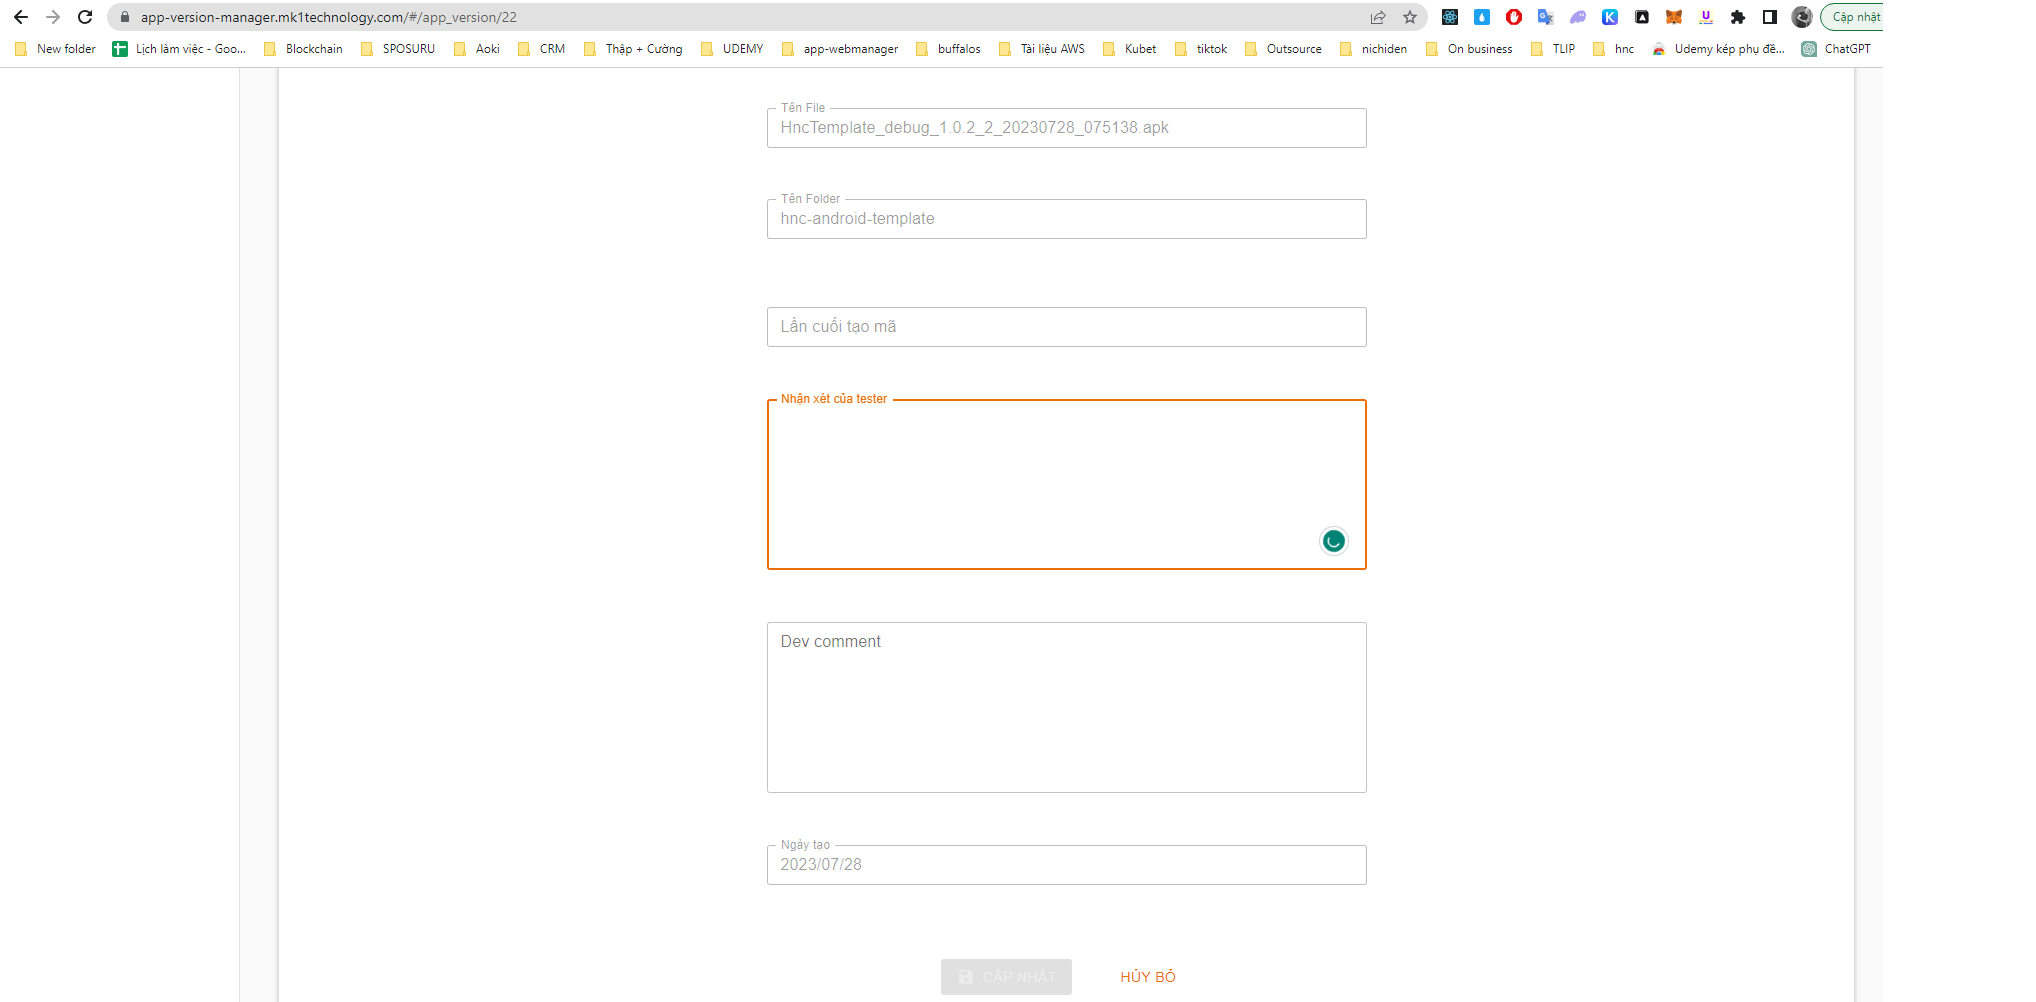 app-version-manager.mk1technology.com/#/app_version/22
Cập nhật
New folder
Lịch làm việc - Goo...
Blockchain
SPOSURU
Aoki
CRM
Thập + Cường
UDEMY
app-webmanager
buffalos
Tài liệu AWS
Kubet
tiktok
Outsource
nichiden
On business
TLIP
hnc
Udemy kép phụ đề...
ChatGPT
Tên File
HncTemplate_debug_1.0.2_2_20230728_075138.apk
Tên Folder
hnc-android-template
Lần cuối tạo mã
Nhận xét của tester
Dev comment
Ngày tạo
2023/07/28
CẬP NHẬT
HỦY BỎ